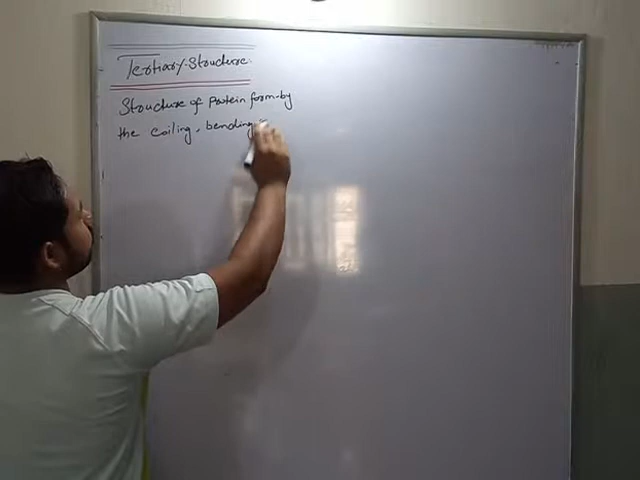 Tertiary Structure
Structure of Protein form by
the coiling, bending